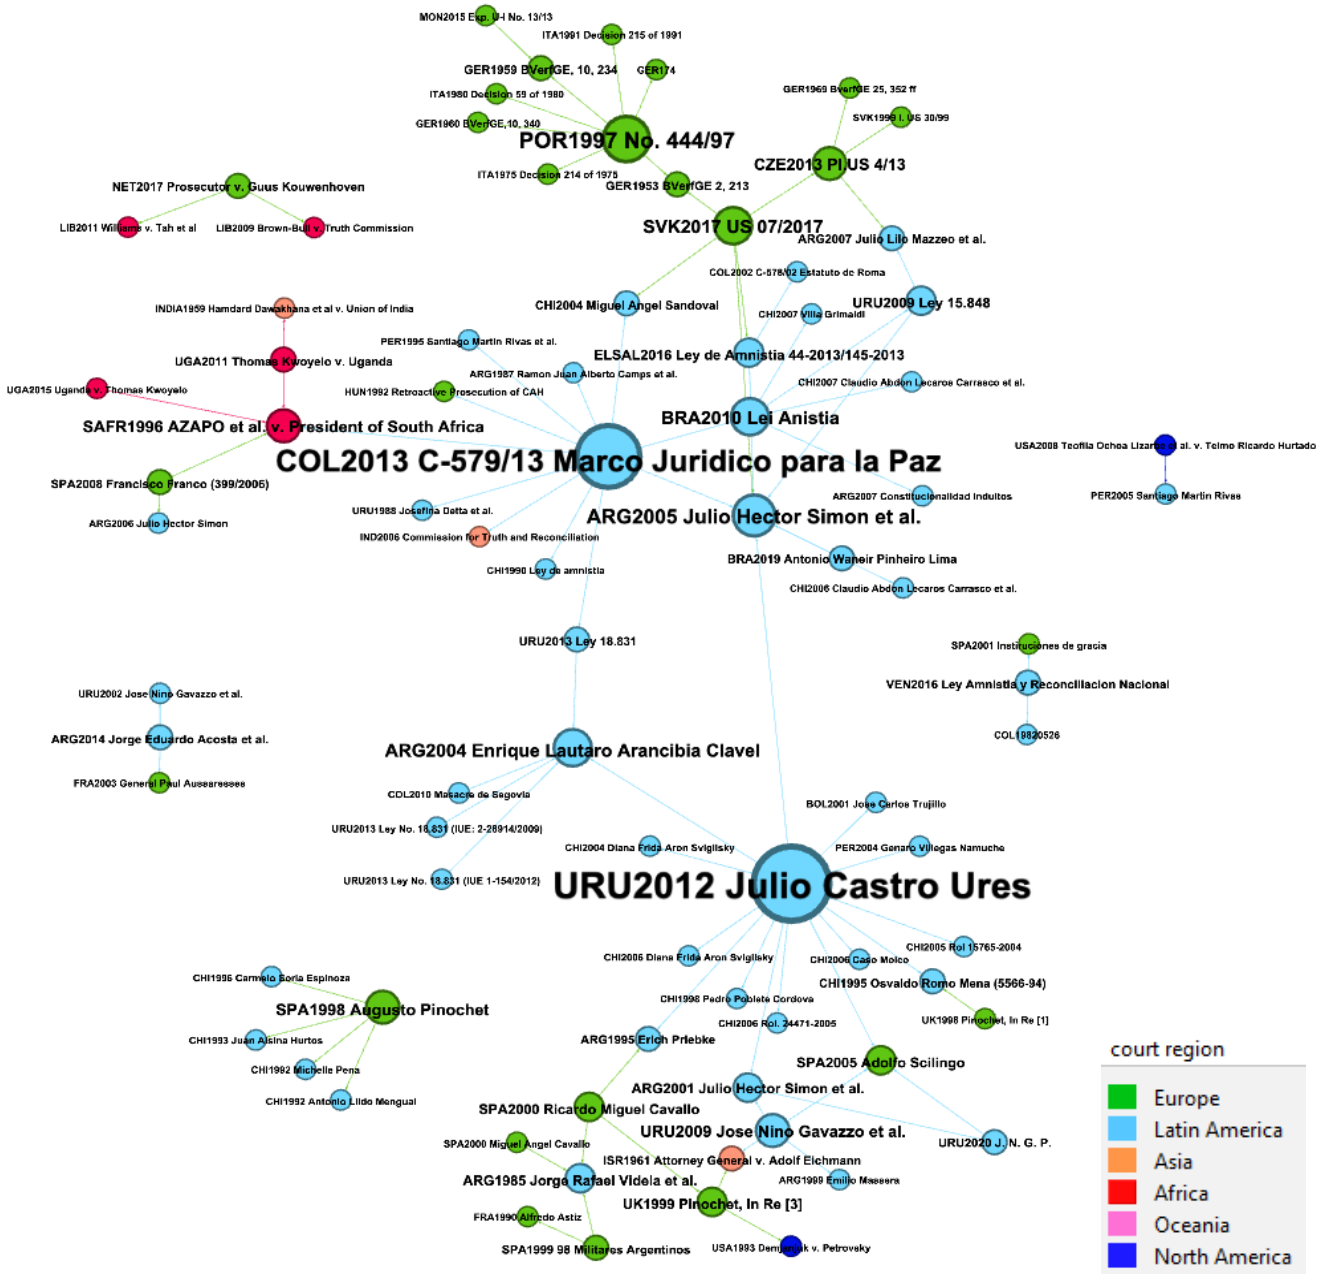 MON2015 Exp. U-I No. 13/13
ITA1991 Decision 215 of 1991
GER1959 BVerfGE, 10, 234
GER174
ITA1980 Decision 59 of 1980
GER1969 BverfGE 25, 352 ff
SVK1999 I. US 30/99
GER1960 BVerfGE,10, 340
POR1997 No. 444/97
CZE2013 Pl.US 4/13
ITA1975 Decision 214 of 1975
GER1953 BVerfGE 2, 213
NET2017 Prosecutor v. Guus Kouwenhoven
LIB2011 Williams v. Tah et al
LIB2009 Brown-Bull v. Truth Commission
SVK2017 US 07/2017
ARG2007 Julio Lilo Mazzeo et al.
COL2002 C-578/02 Estatuto de Roma
INDIA1959 Hamdard Dawakhana et al v. Union of India
CHI2004 Miguel Angel Sandoval
URU2009 Ley 15.848
CHI2007 Villa Grimaldi
PER1995 Santiago Martin Rivas et al.
ELSAL2016 Ley de Amnistia 44-2013/145-2013
UGA2011 Thomas Kwoyelo v. Uganda
ARG1987 Ramon Juan Alberto Camps et al.
CHI2007 Claudio Abdon Lecaros Carrasco et al.
UGA2015 Uganda v. Thomas Kwoyelo
HUN1992 Retroactive Prosecution of CAH
BRA2010 Lei Anistia
SAFR1996 AZAPO et al. v. President of South Africa
USA2008 Teofila Ochoa Lizarbe et al. v. Telmo Ricardo Hurtado
COL2013 C-579/13 Marco Juridico para la Paz
SPA2008 Francisco Franco (399/2006)
PER2005 Santiago Martin Rivas
ARG2007 Constitucionalidad Indultos
URU1988 Josefina Detta et al.
ARG2005 Julio Hector Simon et al.
ARG2006 Julio Hector Simon
IND2006 Commission for Truth and Reconciliation
BRA2019 Antonio Waneir Pinheiro Lima
CHI1990 Ley de amnistia
CHI2006 Claudio Abdon Lecaros Carrasco et al.
URU2013 Ley 18.831
SPA2001 Instituciones de gracia
VEN2016 Ley Amnistia y Reconciliacion Nacional
URU2002 Jose Nino Gavazzo et al.
COL19820526
ARG2014 Jorge Eduardo Acosta et al.
ARG2004 Enrique Lautaro Arancibia Clavel
FRA2003 General Paul Aussaresses
COL2010 Masacre de Segovia
BOL2001 Jose Carlos Trujillo
URU2013 Ley No. 18.831 (IUE: 2-26914/2009)
CHI2004 Diana Frida Aron Svigilsky
PER2004 Genaro Villegas Namuche
URU2013 Ley No. 18.831 (IUE 1-154/2012)
URU2012 Julio Castro Ures
CHI2005 Rol 15765-2004
CHI2006 Diana Frida Aron Svigilsky
CHI2006 Caso Molco
CHI1996 Carmelo Soria Espinoza
CHI1995 Osvaldo Romo Mena (5566-94)
CHI1998 Pedro Poblete Cordova
SPA1998 Augusto Pinochet
CHI2006 Rol. 24471-2005
UK1998 Pinochet, In Re [1]
CHI1993 Juan Alsina Hurtos
ARG1995 Erich Priebke
court region
SPA2005 Adolfo Scilingo
CHI1992 Michelle Pena
ARG2001 Julio Hector Simon et al.
Europe
CHI1992 Antonio Llido Mengual
SPA2000 Ricardo Miguel Cavallo
URU2009 Jose Nino Gavazzo et al.
Latin America
SPA2000 Miguel Angel Cavallo
URU2020 J. N. G. P.
ISR1961 Attorney General v. Adolf Eichmann
Asia
ARG1985 Jorge Rafael Videla et al.
ARG1999 Emilio Massera
Africa
UK1999 Pinochet, In Re [3]
FRA1990 Alfredo Astiz
Oceania
SPA1999 98 Militares Argentinos
USA1993 Demjanjuk v. Petrovsky
North America